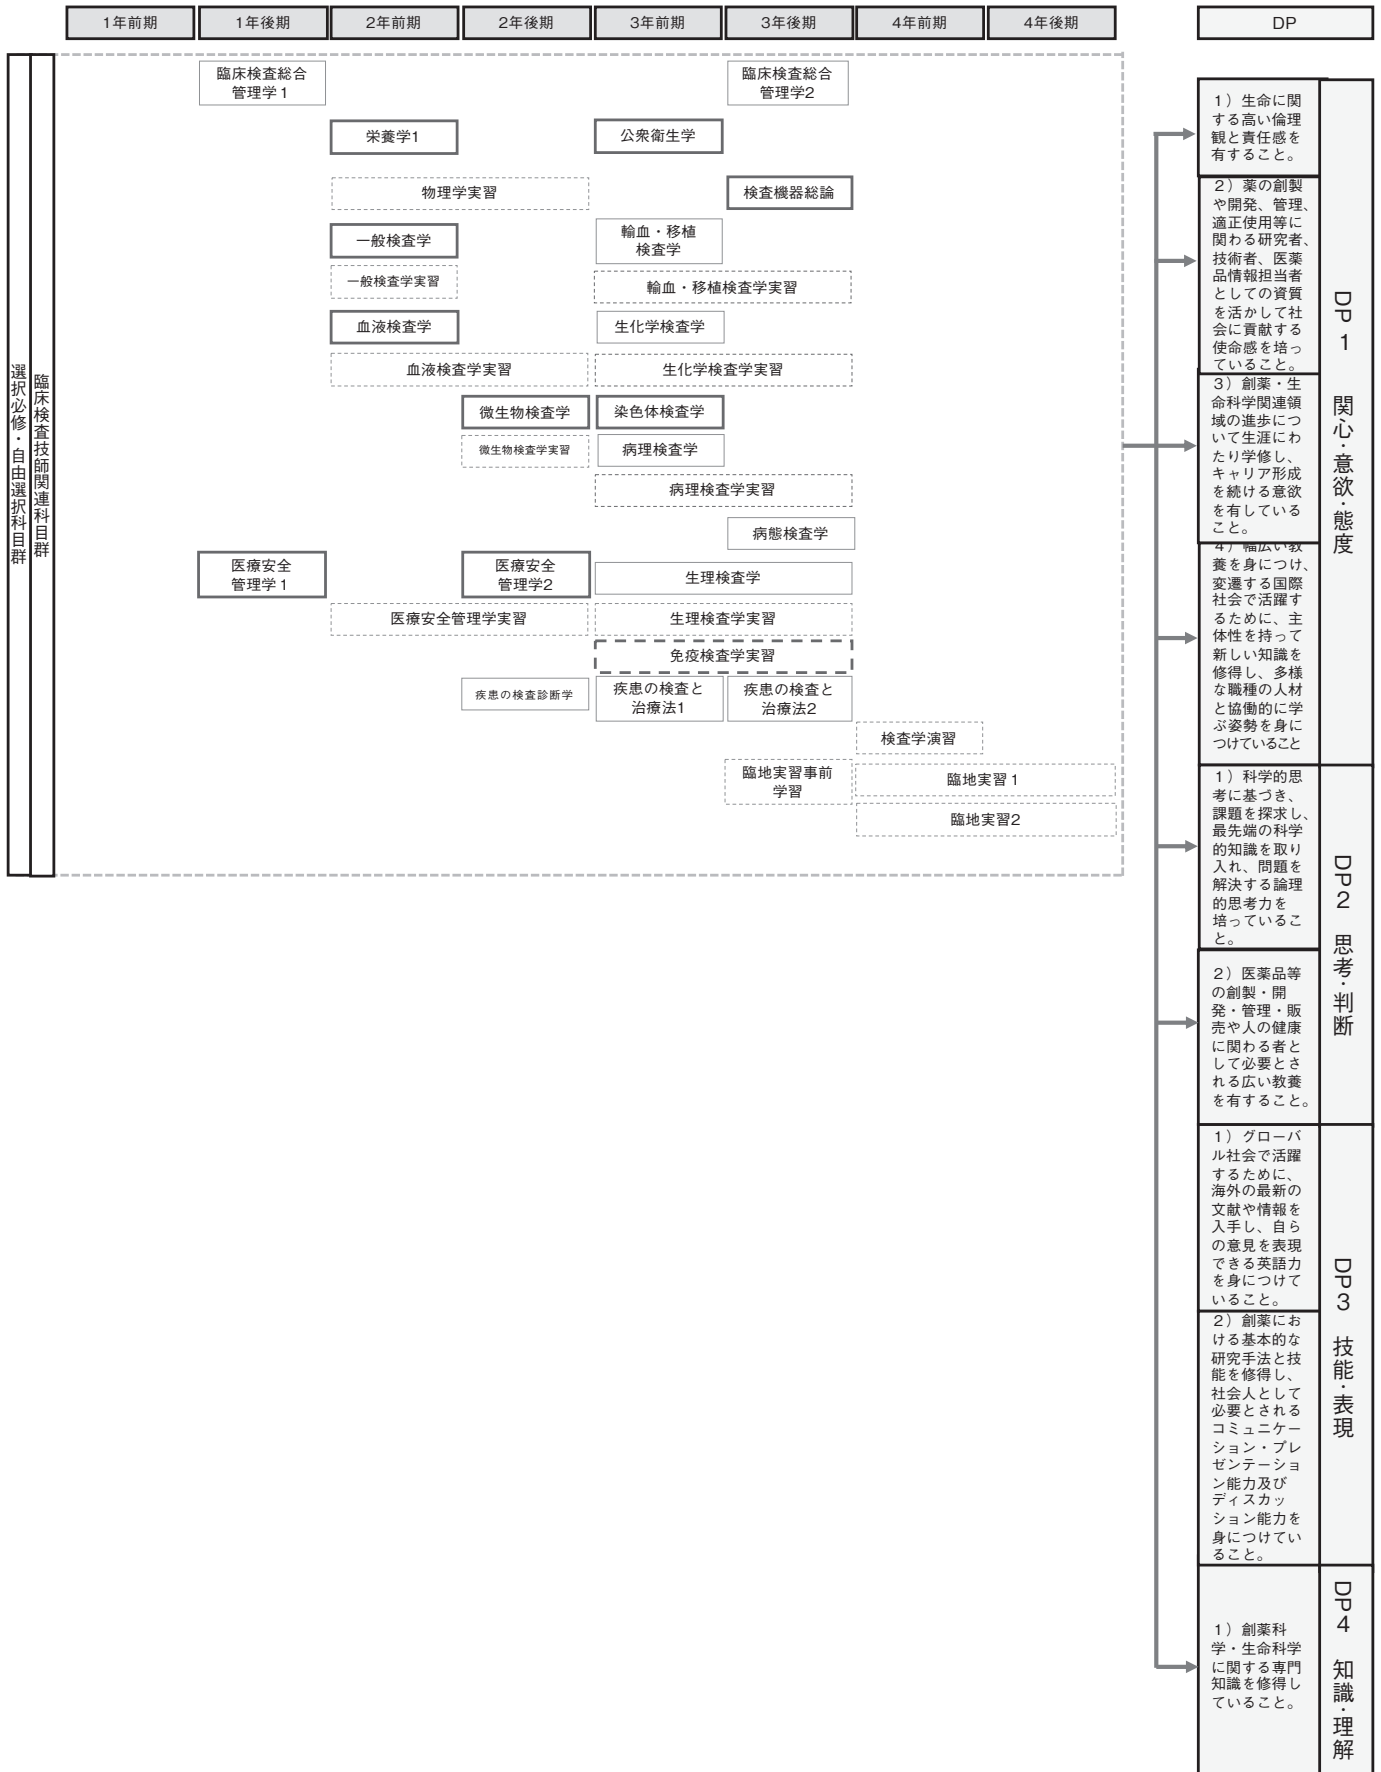 1年前期
1年後期
2年前期
2年後期
3年前期
3年後期
4年前期
4年後期
DP
選択必修・自由選択科目群
臨床検査技師関連科目群
臨床検査総合
管理学1
臨床検査総合
管理学2
栄養学1
公衆衛生学
物理学実習
検査機器総論
一般検査学
輸血・移植
検査学
一般検査学実習
輸血・移植検査学実習
血液検査学
生化学検査学
血液検査学実習
生化学検査学実習
微生物検査学
染色体検査学
微生物検査学実習
病理検査学
病理検査学実習
病態検査学
医療安全
管理学1
医療安全
管理学2
生理検査学
医療安全管理学実習
生理検査学実習
免疫検査学実習
疾患の検査診断学
疾患の検査と
治療法1
疾患の検査と
治療法2
検査学演習
臨地実習事前
学習
臨地実習1
臨地実習2
1）生命に関
する高い倫理
観と責任感を
有すること。
2）薬の創製
や開発、管理、
適正使用等に
関わる研究者、
技術者、医薬
品情報担当者
としての資質
を活かして社
会に貢献する
使命感を培っ
ていること。
3）創薬・生
命科学関連領
域の進歩につ
いて生涯にわ
たり学修し、
キャリア形成
を続ける意欲
を有している
こと。
4）幅広い教
養を身につけ、
変遷する国際
社会で活躍す
るために、主
体性を持って
新しい知識を
修得し、多様
な職種の人材
と協働的に学
ぶ姿勢を身に
つけていること
DP 1 関心・意欲・態度
1）科学的思
考に基づき、
課題を探求し、
最先端の科学
的知識を取り
入れ、問題を
解決する論理
的思考力を
培っているこ
と。
2）医薬品等
の創製・開
発・管理・販
売や人の健康
に関わる者と
して必要とさ
れる広い教養
を有すること。
DP2 思考・判断
1）グローバ
ル社会で活躍
するために、
海外の最新の
文献や情報を
入手し、自ら
の意見を表現
できる英語力
を身につけて
いること。
2）創薬にお
ける基本的な
研究手法と技
能を修得し、
社会人として
必要とされる
コミュニケー
ション・プレ
ゼンテーショ
ン能力及び
ディスカッ
ション能力を
身につけてい
ること。
DP3 技能・表現
1）創薬科
学・生命科学
に関する専門
知識を修得し
ていること。
DP4 知識・理解